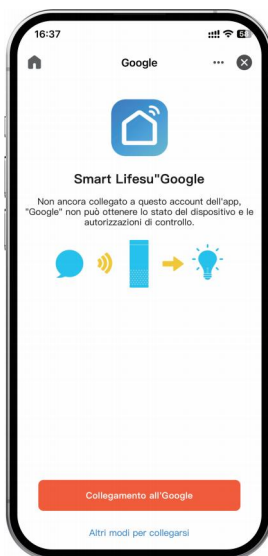 16:37
Google
Smart Lifesu"Google
Non ancora collegato a questo account dell'app,
"Google" non può ottenere lo stato del dispositivo e le
autorizzazioni di controllo.
Collegamento all'Google
Altri modi per collegarsi